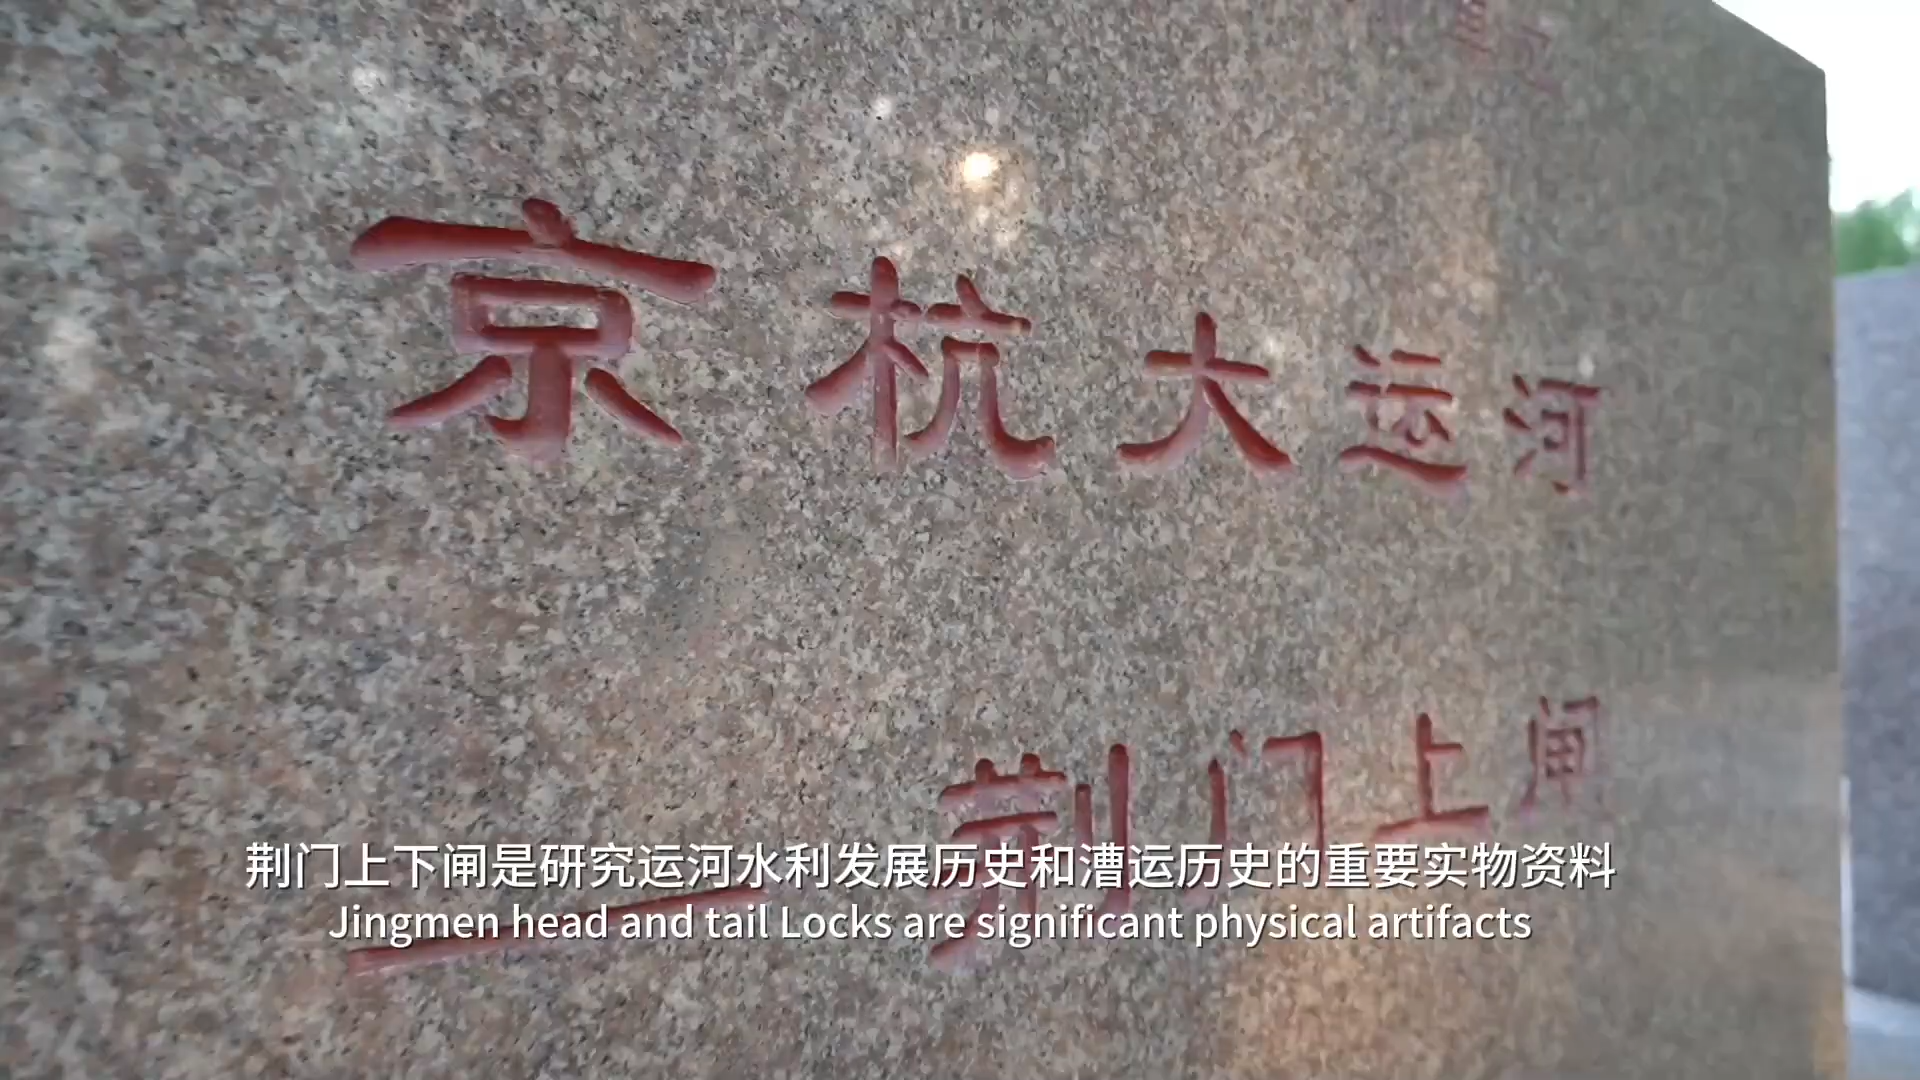 京杭大运河
一荆门上闸
荆门上下闸是研究运河水利发展历史和漕运历史的重要实物资料
Jingmen head and tail Locks are significant physical artifacts